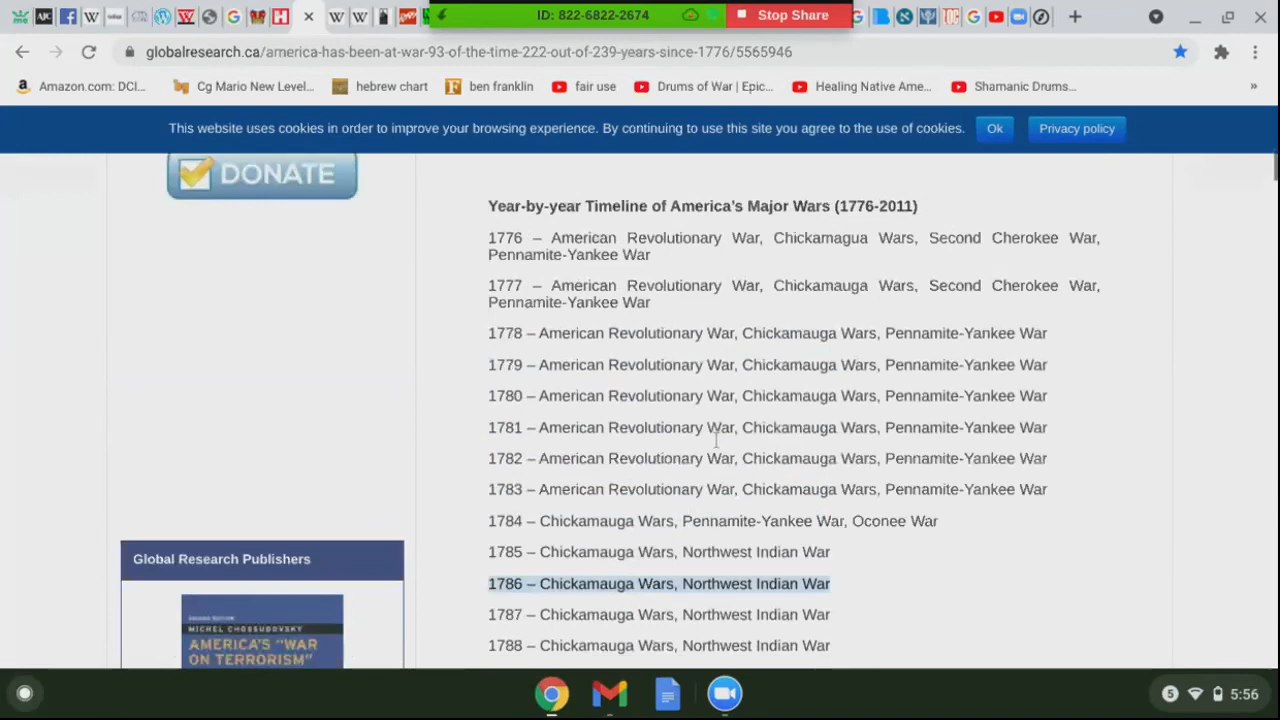 ID: 822-6822-2674
Stop Share
globalresearch.ca/america-has-been-at-war-93-of-the-time-222-out-of-239-years-since-1776/5565946
Amazon.com: DCI...
Cg Mario New Level...
hebrew chart
ben franklin
fair use
Drums of War | Epic...
Healing Native Ame...
Shamanic Drums...
»
This website uses cookies in order to improve your browsing experience. By continuing to use this site you agree to the use of cookies.
Ok
Privacy policy
DONATE
Year-by-year Timeline of America's Major Wars (1776-2011)
1776 – American Revolutionary War, Chickamagua Wars, Second Cherokee War,
Pennamite-Yankee War
1777 – American Revolutionary War, Chickamauga Wars, Second Cherokee War,
Pennamite-Yankee War
1778 – American Revolutionary War, Chickamauga Wars, Pennamite-Yankee War
1779 – American Revolutionary War, Chickamauga Wars, Pennamite-Yankee War
1780 – American Revolutionary War, Chickamauga Wars, Pennamite-Yankee War
1781 – American Revolutionary War, Chickamauga Wars, Pennamite-Yankee War
1782 – American Revolutionary War, Chickamauga Wars, Pennamite-Yankee War
1783 – American Revolutionary War, Chickamauga Wars, Pennamite-Yankee War
1784 – Chickamauga Wars, Pennamite-Yankee War, Oconee War
1785 – Chickamauga Wars, Northwest Indian War
1786 – Chickamauga Wars, Northwest Indian War
1787 – Chickamauga Wars, Northwest Indian War
1788 – Chickamauga Wars, Northwest Indian War
Global Research Publishers
MICHEL CHOSSUDOVSKY
AMERICA'S "WAR
ON TERRORISM"
5
5:56